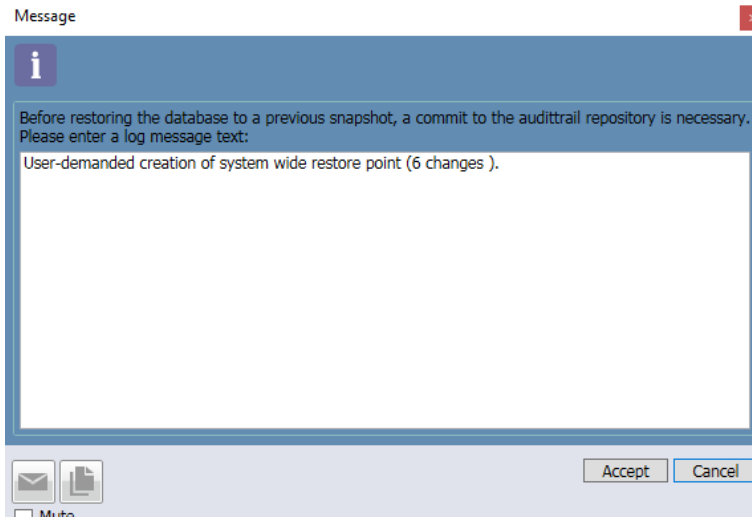 Message
Before restoring the database to a previous snapshot, a commit to the audittrail repository is necessary.
Please enter a log message text:
User-demanded creation of system wide restore point (6 changes ).
Accept
Cancel
Mute